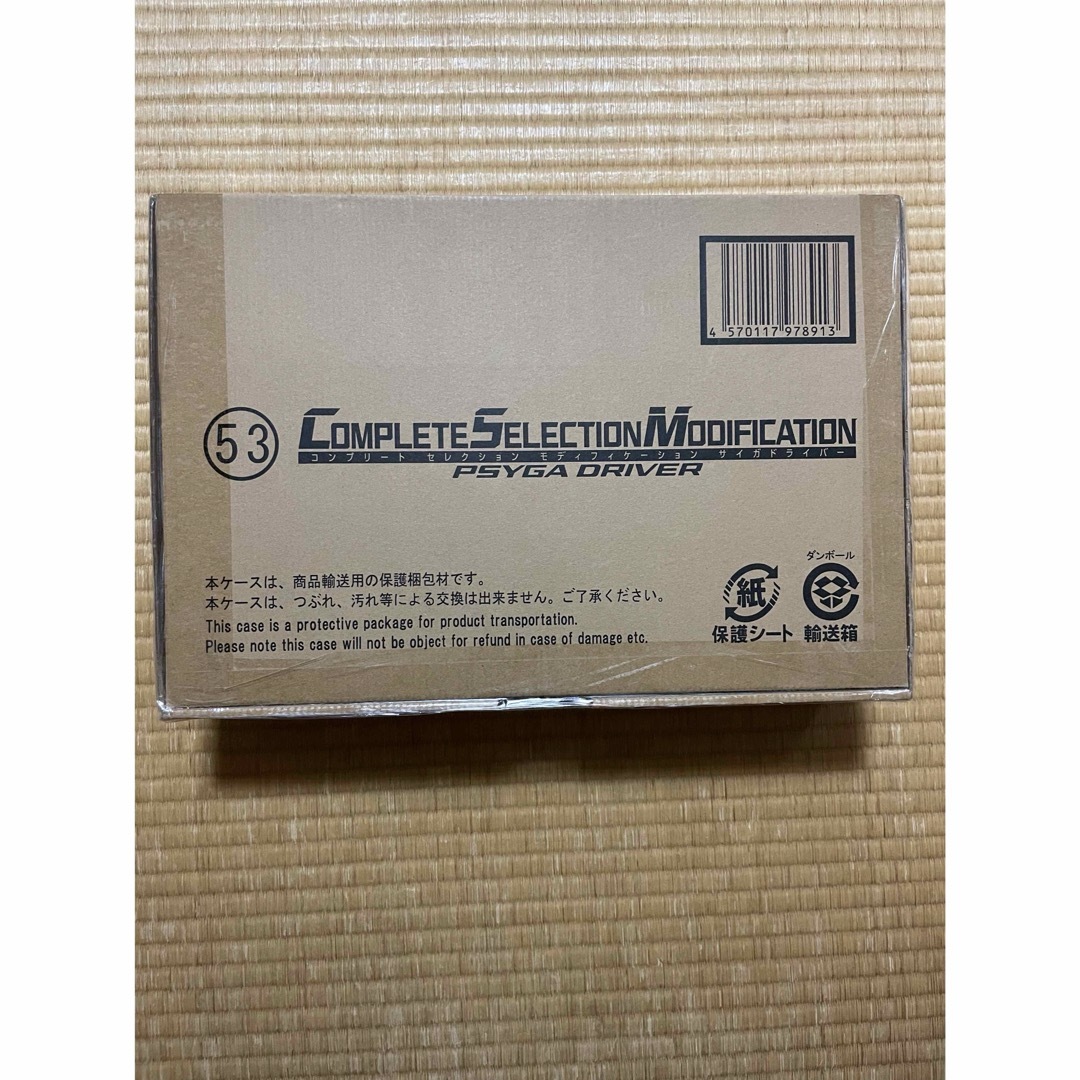 4 570117 978913
53
COMPLETE SELECTION MODIFICATION
コンプリート セレクション モディフィケーション サイガドライバー
PSYGA DRIVER
ダンボール
紙
保護シート 輸送箱
本ケースは、商品輸送用の保護梱包材です。
本ケースは、つぶれ、汚れ等による交換は出来ません。ご了承ください。
This case is a protective package for product transportation.
Please note this case will not be object for refund in case of damage etc.